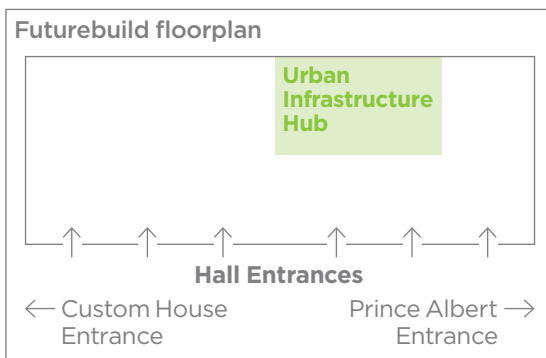 Futurebuild floorplan
Urban
Infrastructure
Hub
Hall Entrances
Custom House
Entrance
Prince Albert
Entrance